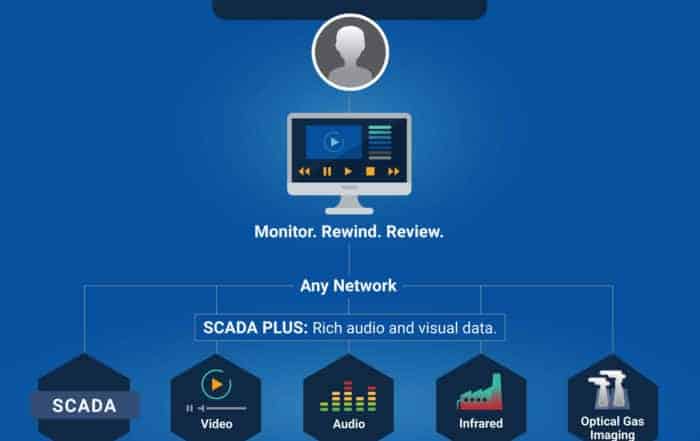 Monitor. Rewind. Review.
Any Network
SCADA PLUS: Rich audio and visual data.
SCADA
Video
Audio
Infrared
Optical Gas
Imaging